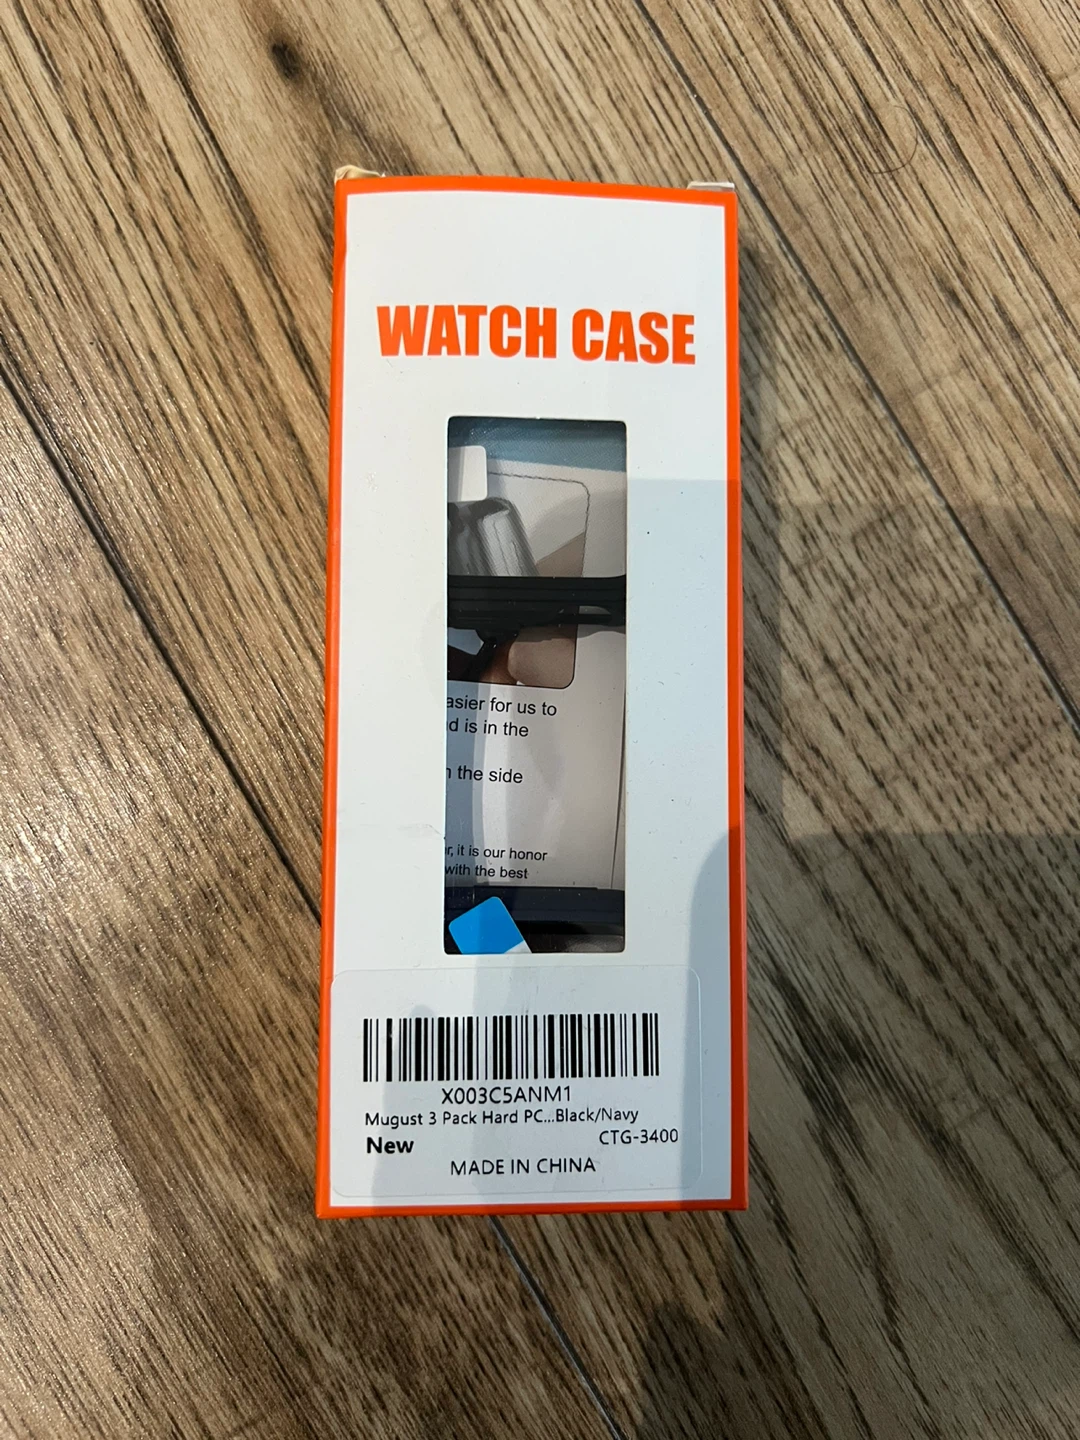 WATCH CASE
asier for us to
d is in the
the side
it is our honor
with the best
X003C5ANM1
Mugust 3 Pack Hard PC...Black/Navy
New
CTG-3400
MADE IN CHINA